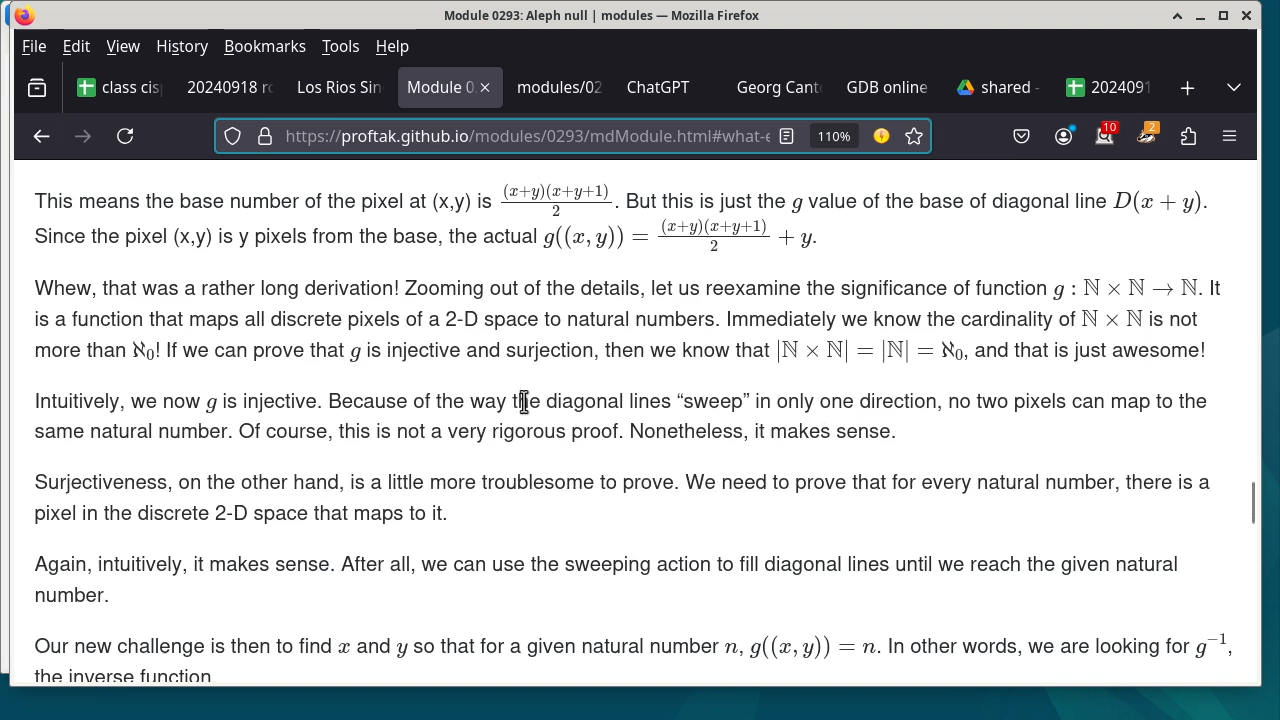 Module 0293: Aleph null | modules — Mozilla Firefox
File Edit View History Bookmarks Tools Help
class cis 20240918 ro Los Rios Sin Module 0 modules/02 ChatGPT Georg Cant GDB online shared - 2024091
https://proftak.github.io/modules/0293/mdModule.html#what-e 110% 10 2
This means the base number of the pixel at (x,y) is \frac{(x+y)(x+y+1)}{2}. But this is just the g value of the base of diagonal line D(x + y).
Since the pixel (x,y) is y pixels from the base, the actual g((x, y)) = \frac{(x+y)(x+y+1)}{2} + y.
Whew, that was a rather long derivation! Zooming out of the details, let us reexamine the significance of function g : ℕ × ℕ → ℕ. It
is a function that maps all discrete pixels of a 2-D space to natural numbers. Immediately we know the cardinality of ℕ × ℕ is not
more than ℵ₀! If we can prove that g is injective and surjection, then we know that |ℕ × ℕ| = |ℕ| = ℵ₀, and that is just awesome!
Intuitively, we now g is injective. Because of the way the diagonal lines “sweep” in only one direction, no two pixels can map to the
same natural number. Of course, this is not a very rigorous proof. Nonetheless, it makes sense.
Surjectiveness, on the other hand, is a little more troublesome to prove. We need to prove that for every natural number, there is a
pixel in the discrete 2-D space that maps to it.
Again, intuitively, it makes sense. After all, we can use the sweeping action to fill diagonal lines until we reach the given natural
number.
Our new challenge is then to find x and y so that for a given natural number n, g((x, y)) = n. In other words, we are looking for g⁻¹,
the inverse function